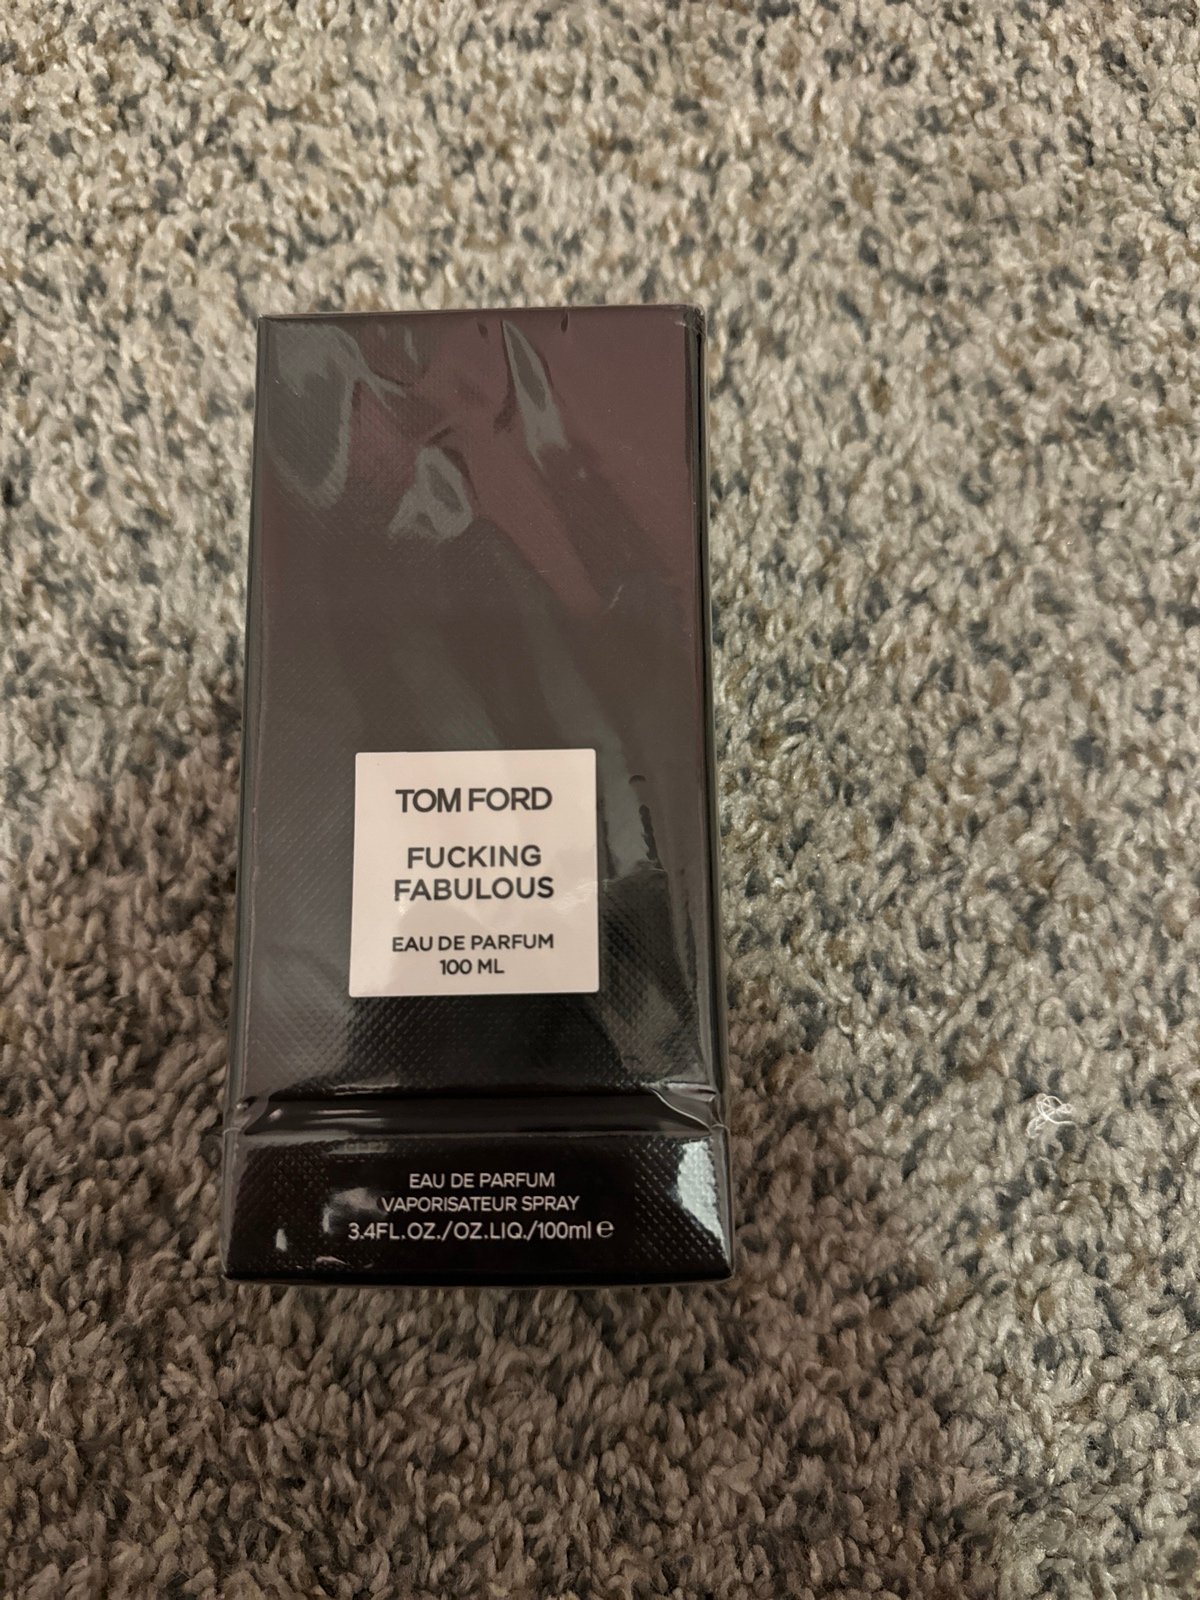 TOM FORD
FUCKING
FABULOUS
EAU DE PARFUM
100 ML
EAU DE PARFUM
VAPORISATEUR SPRAY
3.4FL.OZ./OZ.LIQ./100ml ℮